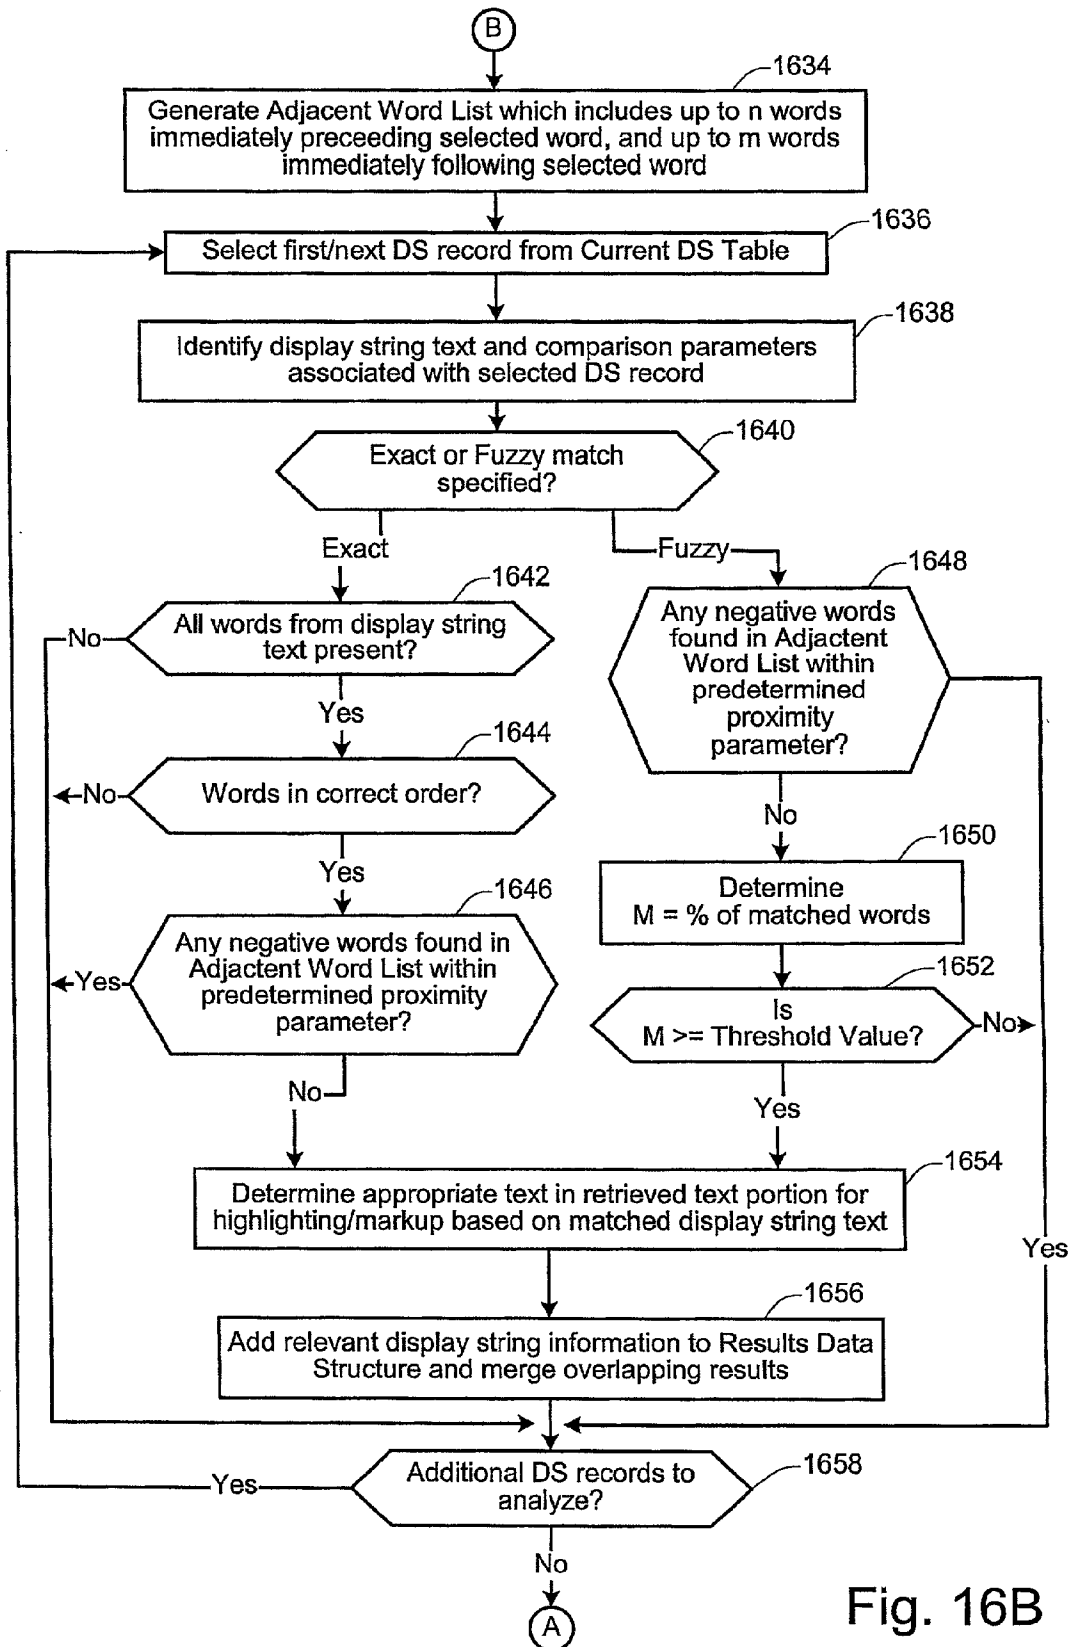 B
1634
Generate Adjacent Word List which includes up to n words
immediately preceeding selected word, and up to m words
immediately following selected word
1636
Select first/next DS record from Current DS Table
1638
Identify display string text and comparison parameters
associated with selected DS record
1640
Exact or Fuzzy match
specified?
Exact
Fuzzy
1642
All words from display string
text present?
No
Yes
1644
Words in correct order?
No
Yes
1646
Any negative words found in
Adjactent Word List within
predetermined proximity
parameter?
Yes
No
1648
Any negative words
found in Adjactent
Word List within
predetermined
proximity
parameter?
No
1650
Determine
M = % of matched words
1652
Is
M >= Threshold Value?
No
Yes
Yes
1654
Determine appropriate text in retrieved text portion for
highlighting/markup based on matched display string text
1656
Add relevant display string information to Results Data
Structure and merge overlapping results
1658
Additional DS records to
analyze?
Yes
No
A
Fig. 16B